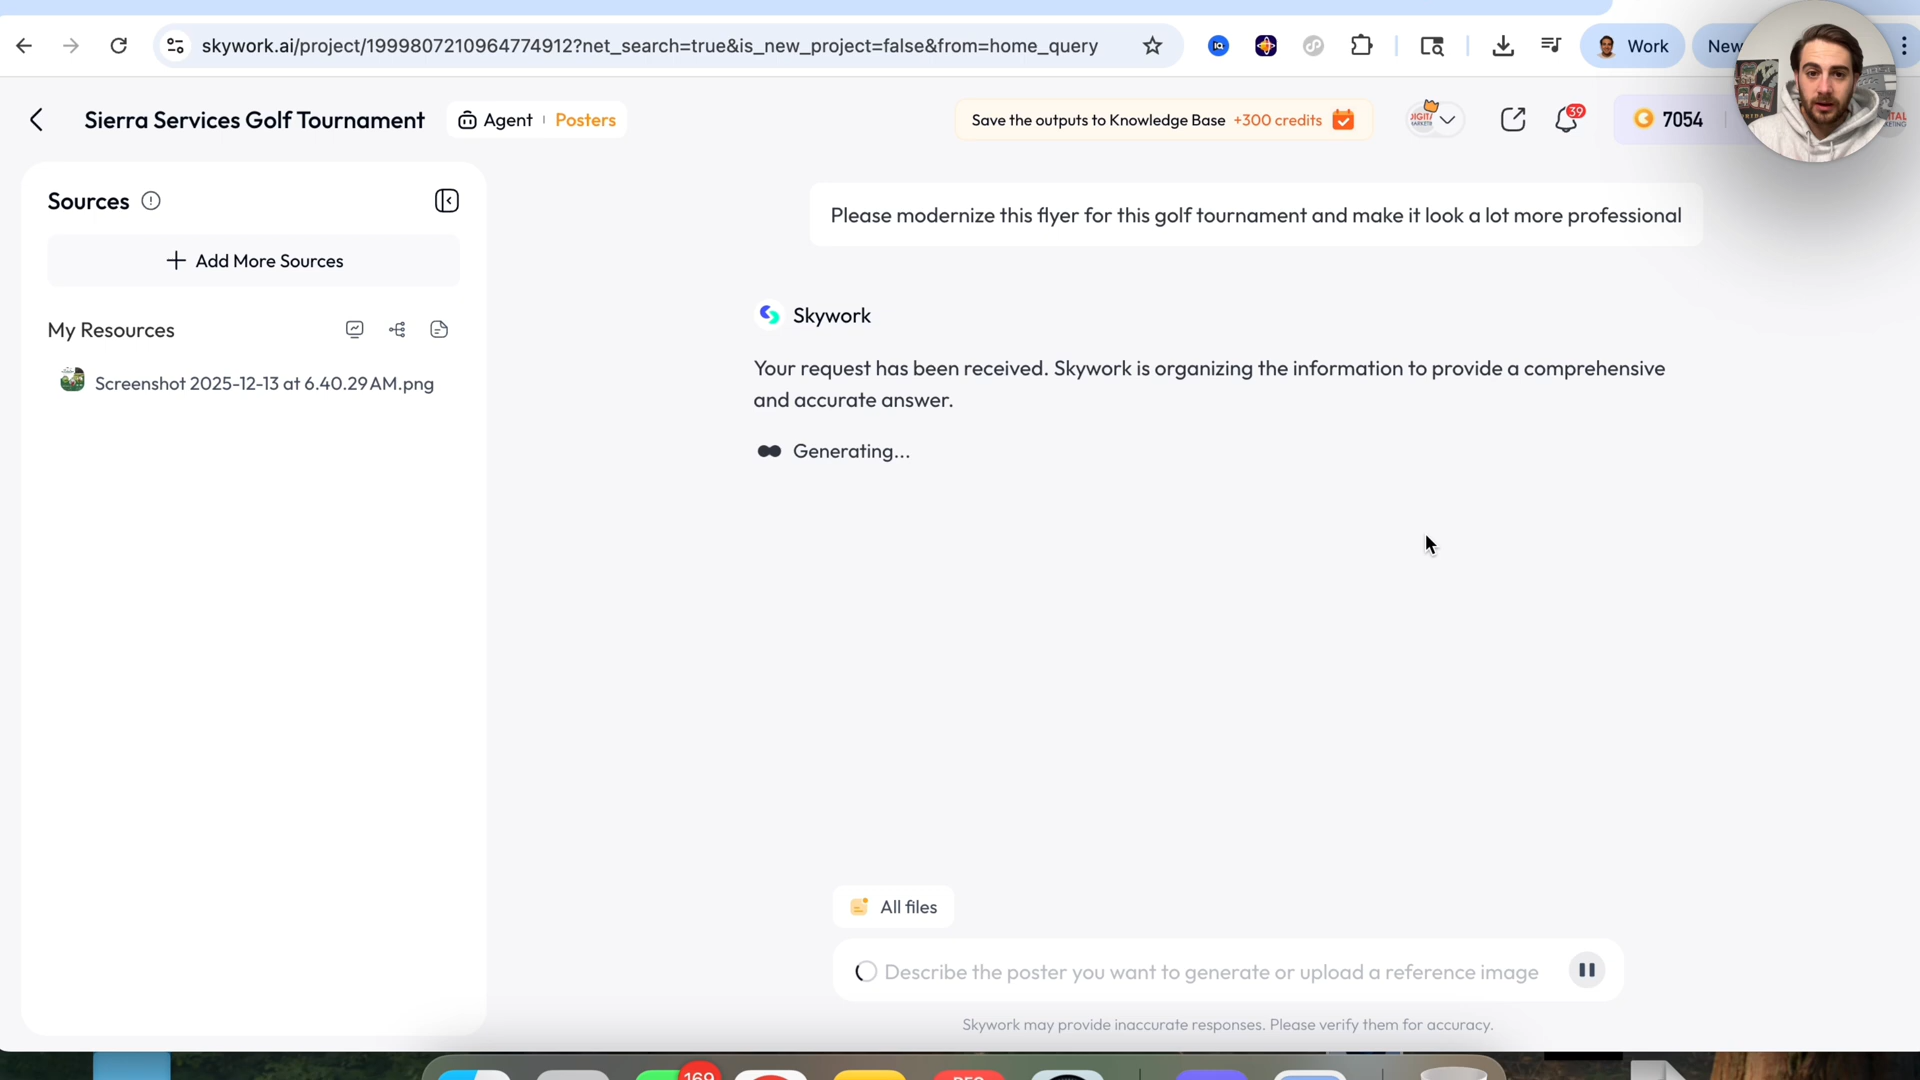 skywork.ai/project/1999807210964774912?net_search=true&is_new_project=false&from=home_query
Work
New
Sierra Services Golf Tournament
Agent
Posters
Save the outputs to Knowledge Base +300 credits
39
7054
Sources
Add More Sources
My Resources
Screenshot 2025-12-13 at 6.40.29 AM.png
Please modernize this flyer for this golf tournament and make it look a lot more professional
Skywork
Your request has been received. Skywork is organizing the information to provide a comprehensive
and accurate answer.
Generating...
All files
Describe the poster you want to generate or upload a reference image
Skywork may provide inaccurate responses. Please verify them for accuracy.
169